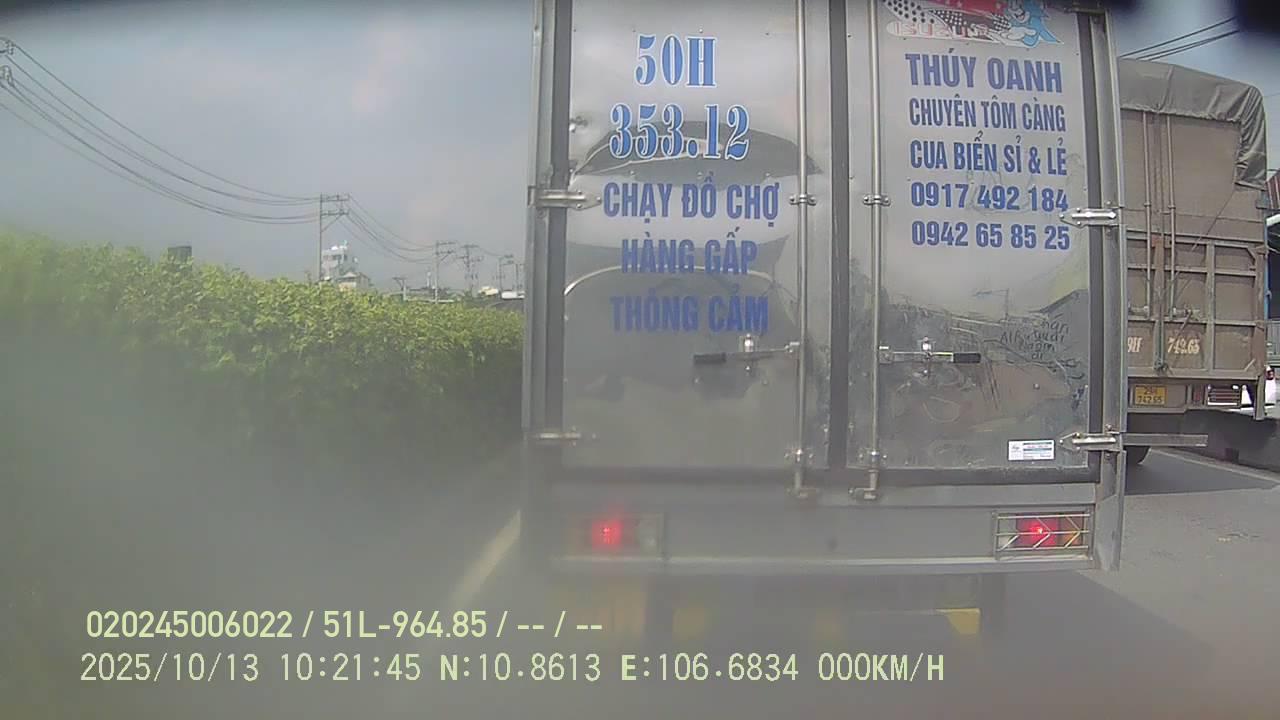 ISUZU
50H
353.12
CHẠY ĐỒ CHỢ
HÀNG GẤP
THÔNG CẢM
THÚY OANH
CHUYÊN TÔM CÀNG
CUA BIỂN SỈ & LẺ
0917 492 184
0942 65 85 25
020245006022 / 51L-964.85 / -- / --
2025/10/13 10:21:45 N:10.8613 E:106.6834 000KM/H